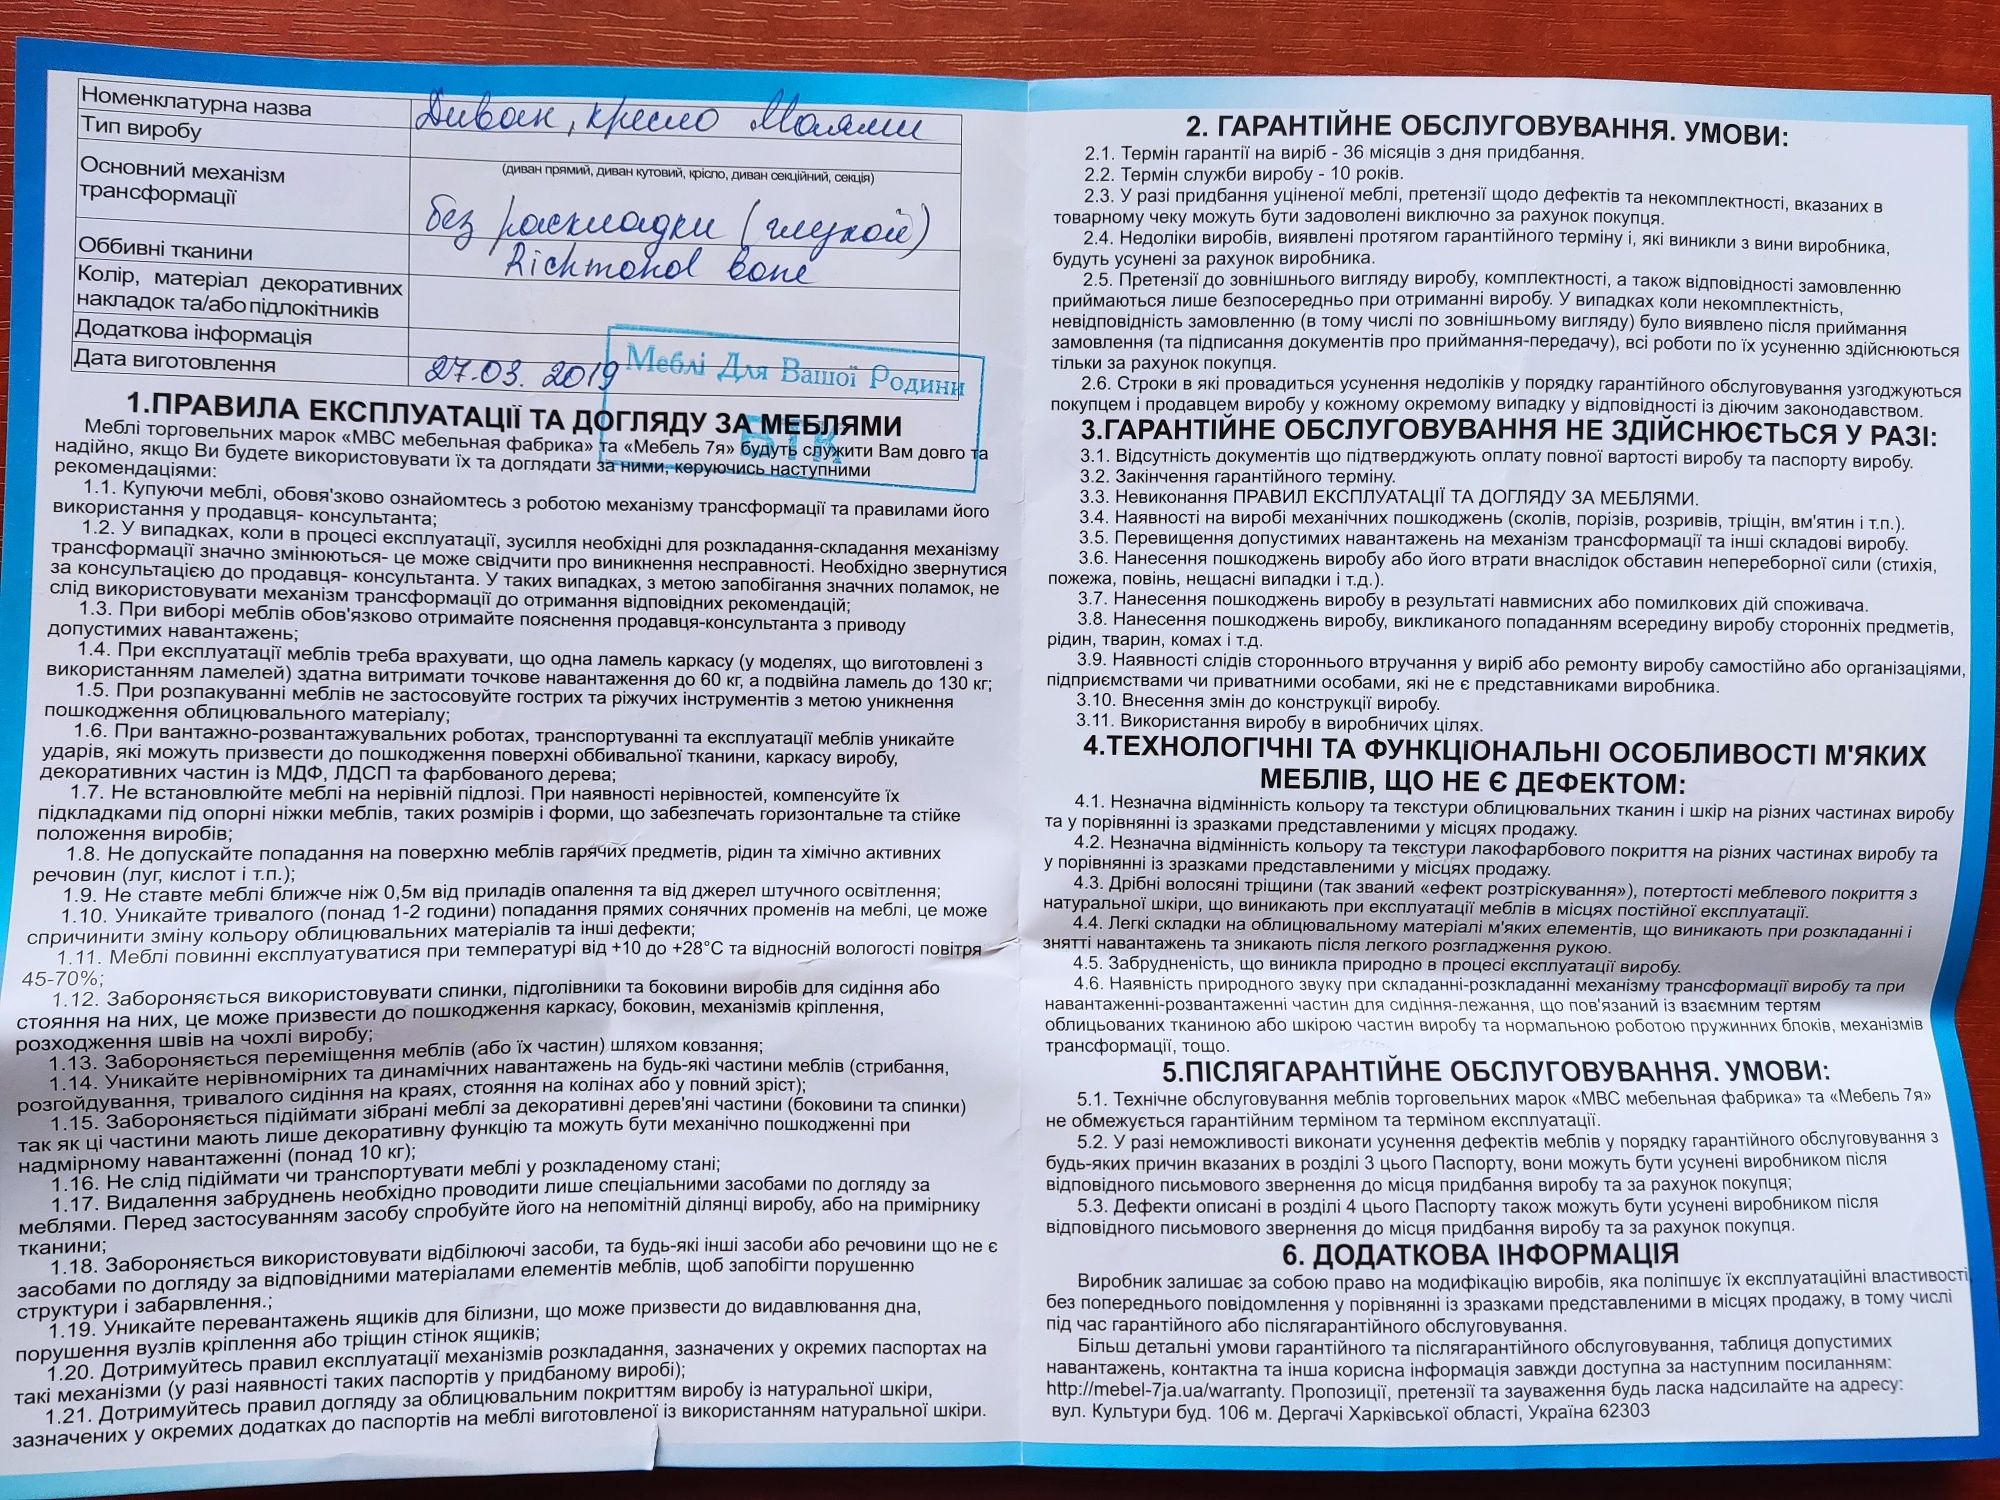 Номенклатурна назва Диван, кресло Маями
Тип виробу
(диван прямий, диван кутовий, крісло, диван секційний, секція)
Основний механізм
трансформації без раскладки (глухой)
Оббивні тканини Richmond bone
Колір, матеріал декоративних
накладок та/або підлокітників
Додаткова інформація
Дата виготовлення 27.03.2019
Меблі Для Вашої Родини
ВТК
1.ПРАВИЛА ЕКСПЛУАТАЦІЇ ТА ДОГЛЯДУ ЗА МЕБЛЯМИ
Меблі торговельних марок «МВС мебельная фабрика» та «Мебель 7я» будуть служити Вам довго та
надійно, якщо Ви будете використовувати їх та доглядати за ними, керуючись наступними
рекомендаціями:
1.1. Купуючи меблі, обовя'зково ознайомтесь з роботою механізму трансформації та правилами його
використання у продавця- консультанта;
1.2. У випадках, коли в процесі експлуатації, зусилля необхідні для розкладання-складання механізму
трансформації значно змінюються- це може свідчити про виникнення несправності. Необхідно звернутися
за консультацією до продавця- консультанта. У таких випадках, з метою запобігання значних поламок, не
слід використовувати механізм трансформації до отримання відповідних рекомендацій;
1.3. При виборі меблів обов'язково отримайте пояснення продавця-консультанта з приводу
допустимих навантажень;
1.4. При експлуатації меблів треба врахувати, що одна ламель каркасу (у моделях, що виготовлені з
використанням ламелей) здатна витримати точкове навантаження до 60 кг, а подвійна ламель до 130 кг;
1.5. При розпакуванні меблів не застосовуйте гострих та ріжучих інструментів з метою уникнення
пошкодження облицювального матеріалу;
1.6. При вантажно-розвантажувальних роботах, транспортуванні та експлуатації меблів уникайте
ударів, які можуть призвести до пошкодження поверхні оббивальної тканини, каркасу виробу,
декоративних частин із МДФ, ЛДСП та фарбованого дерева;
1.7. Не встановлюйте меблі на нерівній підлозі. При наявності нерівностей, компенсуйте їх
підкладками під опорні ніжки меблів, таких розмірів і форми, що забезпечать горизонтальне та стійке
положення виробів;
1.8. Не допускайте попадання на поверхню меблів гарячих предметів, рідин та хімічно активних
речовин (луг, кислот і т.п.);
1.9. Не ставте меблі ближче ніж 0,5м від приладів опалення та від джерел штучного освітлення;
1.10. Уникайте тривалого (понад 1-2 години) попадання прямих сонячних променів на меблі, це може
спричинити зміну кольору облицювальних матеріалів та інші дефекти;
1.11. Меблі повинні експлуатуватися при температурі від +10 до +28°С та відносній вологості повітря
45-70%;
1.12. Забороняється використовувати спинки, підголівники та боковини виробів для сидіння або
стояння на них, це може призвести до пошкодження каркасу, боковин, механізмів кріплення,
розходження швів на чохлі виробу;
1.13. Забороняється переміщення меблів (або їх частин) шляхом ковзання;
1.14. Уникайте нерівномірних та динамічних навантажень на будь-які частини меблів (стрибання,
розгойдування, тривалого сидіння на краях, стояння на колінах або у повний зріст);
1.15. Забороняється підіймати зібрані меблі за декоративні дерев'яні частини (боковини та спинки)
так як ці частини мають лише декоративну функцію та можуть бути механічно пошкодженні при
надмірному навантаженні (понад 10 кг);
1.16. Не слід підіймати чи транспортувати меблі у розкладеному стані;
1.17. Видалення забруднень необхідно проводити лише спеціальними засобами по догляду за
меблями. Перед застосуванням засобу спробуйте його на непомітній ділянці виробу, або на примірнику
тканини;
1.18. Забороняється використовувати відбілюючі засоби, та будь-які інші засоби або речовини що не є
засобами по догляду за відповідними матеріалами елементів меблів, щоб запобігти порушенню
структури і забарвлення.;
1.19. Уникайте перевантажень ящиків для білизни, що може призвести до видавлювання дна,
порушення вузлів кріплення або тріщин стінок ящиків;
1.20. Дотримуйтесь правил експлуатації механізмів розкладання, зазначених у окремих паспортах на
такі механізми (у разі наявності таких паспортів у придбаному виробі);
1.21. Дотримуйтесь правил догляду за облицювальним покриттям виробу із натуральної шкіри,
зазначених у окремих додатках до паспортів на меблі виготовленої із використанням натуральної шкіри.
2. ГАРАНТІЙНЕ ОБСЛУГОВУВАННЯ. УМОВИ:
2.1. Термін гарантії на виріб - 36 місяців з дня придбання.
2.2. Термін служби виробу - 10 років.
2.3. У разі придбання уціненої меблі, претензії щодо дефектів та некомплектності, вказаних в
товарному чеку можуть бути задоволені виключно за рахунок покупця.
2.4. Недоліки виробів, виявлені протягом гарантійного терміну і, які виникли з вини виробника,
будуть усунені за рахунок виробника.
2.5. Претензії до зовнішнього вигляду виробу, комплектності, а також відповідності замовленню
приймаються лише безпосередньо при отриманні виробу. У випадках коли некомплектність,
невідповідність замовленню (в тому числі по зовнішньому вигляду) було виявлено після приймання
замовлення (та підписання документів про приймання-передачу), всі роботи по їх усуненню здійснюються
тільки за рахунок покупця.
2.6. Строки в які провадиться усунення недоліків у порядку гарантійного обслуговування узгоджуються
покупцем і продавцем виробу у кожному окремому випадку у відповідності із діючим законодавством.
3.ГАРАНТІЙНЕ ОБСЛУГОВУВАННЯ НЕ ЗДІЙСНЮЄТЬСЯ У РАЗІ:
3.1. Відсутність документів що підтверджують оплату повної вартості виробу та паспорту виробу.
3.2. Закінчення гарантійного терміну.
3.3. Невиконання ПРАВИЛ ЕКСПЛУАТАЦІЇ ТА ДОГЛЯДУ ЗА МЕБЛЯМИ.
3.4. Наявності на виробі механічних пошкоджень (сколів, порізів, розривів, тріщин, вм'ятин і т.п.).
3.5. Перевищення допустимих навантажень на механізм трансформації та інші складові виробу.
3.6. Нанесення пошкоджень виробу або його втрати внаслідок обставин непереборної сили (стихія,
пожежа, повінь, нещасні випадки і т.д.).
3.7. Нанесення пошкоджень виробу в результаті навмисних або помилкових дій споживача.
3.8. Нанесення пошкоджень виробу, викликаного попаданням всередину виробу сторонніх предметів,
рідин, тварин, комах і т.д.
3.9. Наявності слідів стороннього втручання у виріб або ремонту виробу самостійно або організаціями,
підприємствами чи приватними особами, які не є представниками виробника.
3.10. Внесення змін до конструкції виробу.
3.11. Використання виробу в виробничих цілях.
4.ТЕХНОЛОГІЧНІ ТА ФУНКЦІОНАЛЬНІ ОСОБЛИВОСТІ М'ЯКИХ
МЕБЛІВ, ЩО НЕ Є ДЕФЕКТОМ:
4.1. Незначна відмінність кольору та текстури облицювальних тканин і шкір на різних частинах виробу
та у порівнянні із зразками представленими у місцях продажу.
4.2. Незначна відмінність кольору та текстури лакофарбового покриття на різних частинах виробу та
у порівнянні із зразками представленими у місцях продажу.
4.3. Дрібні волосяні тріщини (так званий «ефект розтріскування»), потертості меблевого покриття з
натуральної шкіри, що виникають при експлуатації меблів в місцях постійної експлуатації.
4.4. Легкі складки на облицювальному матеріалі м'яких елементів, що виникають при розкладанні і
знятті навантажень та зникають після легкого розгладження рукою.
4.5. Забрудненість, що виникла природно в процесі експлуатації виробу.
4.6. Наявність природного звуку при складанні-розкладанні механізму трансформації виробу та при
навантаженні-розвантаженні частин для сидіння-лежання, що пов'язаний із взаємним тертям
облицьованих тканиною або шкірою частин виробу та нормальною роботою пружинних блоків, механізмів
трансформації, тощо.
5.ПІСЛЯГАРАНТІЙНЕ ОБСЛУГОВУВАННЯ. УМОВИ:
5.1. Технічне обслуговування меблів торговельних марок «МВС мебельная фабрика» та «Мебель 7я»
не обмежується гарантійним терміном та терміном експлуатації.
5.2. У разі неможливості виконати усунення дефектів меблів у порядку гарантійного обслуговування з
будь-яких причин вказаних в розділі 3 цього Паспорту, вони можуть бути усунені виробником після
відповідного письмового звернення до місця придбання виробу та за рахунок покупця;
5.3. Дефекти описані в розділі 4 цього Паспорту також можуть бути усунені виробником після
відповідного письмового звернення до місця придбання виробу та за рахунок покупця.
6. ДОДАТКОВА ІНФОРМАЦІЯ
Виробник залишає за собою право на модифікацію виробів, яка поліпшує їх експлуатаційні властивості,
без попереднього повідомлення у порівнянні із зразками представленими в місцях продажу, в тому числі
під час гарантійного або післягарантійного обслуговування.
Більш детальні умови гарантійного та післягарантійного обслуговування, таблиця допустимих
навантажень, контактна та інша корисна інформація завжди доступна за наступним посиланням:
http://mebel-7ja.ua/warranty. Пропозиції, претензії та зауваження будь ласка надсилайте на адресу:
вул. Культури буд. 106 м. Дергачі Харківської області, Україна 62303